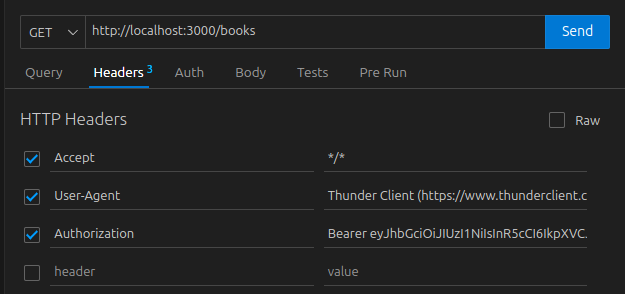 GET http://localhost:3000/books Send
Query Headers 3 Auth Body Tests Pre Run
HTTP Headers Raw
Accept */*
User-Agent Thunder Client (https://www.thunderclient.c
Authorization Bearer eyJhbGciOiJIUzI1NiIsInR5cCI6IkpXVC.
header value